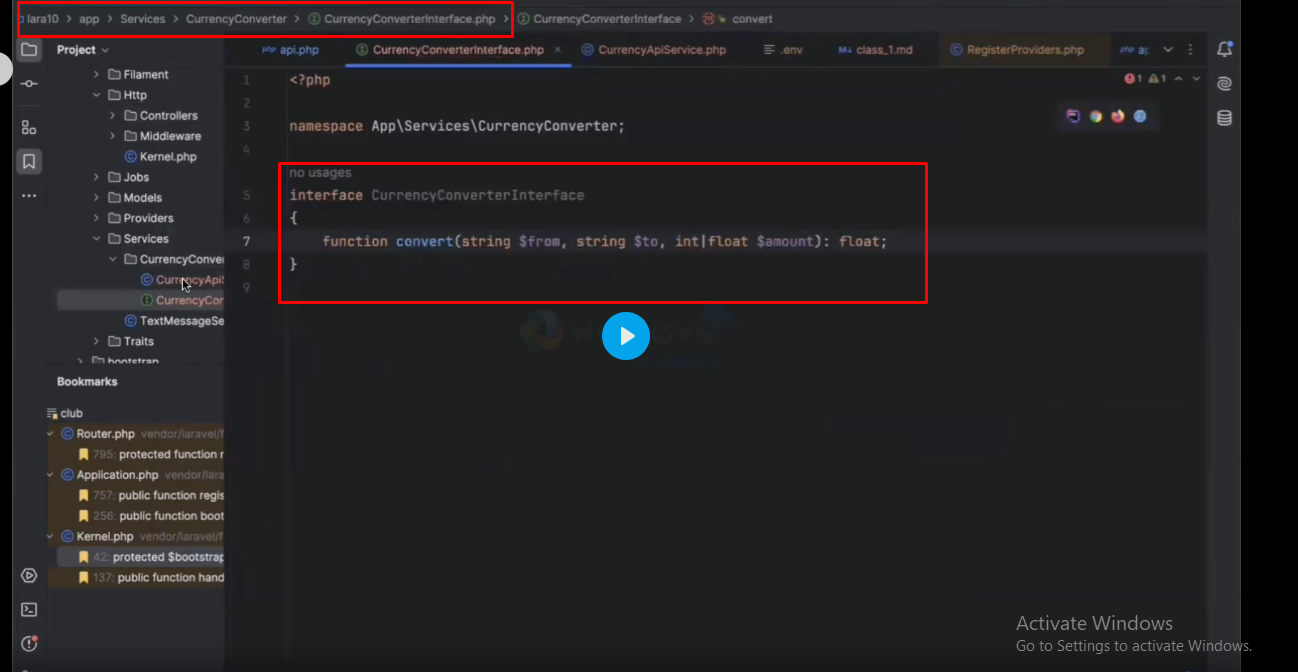 lara10 > app > Services > CurrencyConverter > CurrencyConverterInterface.php > CurrencyConverterInterface > convert
Project
php api.php
CurrencyConverterInterface.php ×
CurrencyApiService.php
.env
M↓ class_1.md
RegisterProviders.php
php ap
Filament
Http
Controllers
Middleware
Kernel.php
Jobs
Models
Providers
Services
CurrencyConver
CurrencyApiS
CurrencyCon
TextMessageSe
Traits
bootstrap
1 <?php
2
3 namespace App\Services\CurrencyConverter;
4
no usages
5 interface CurrencyConverterInterface
6 {
7 function convert(string $from, string $to, int|float $amount): float;
8 }
9
1 1
Bookmarks
club
Router.php vendor/laravel/f
795: protected function r
Application.php vendor/lara
757: public function regis
256: public function boot
Kernel.php vendor/laravel/f
42: protected $bootstrap
137: public function hand
Activate Windows
Go to Settings to activate Windows.